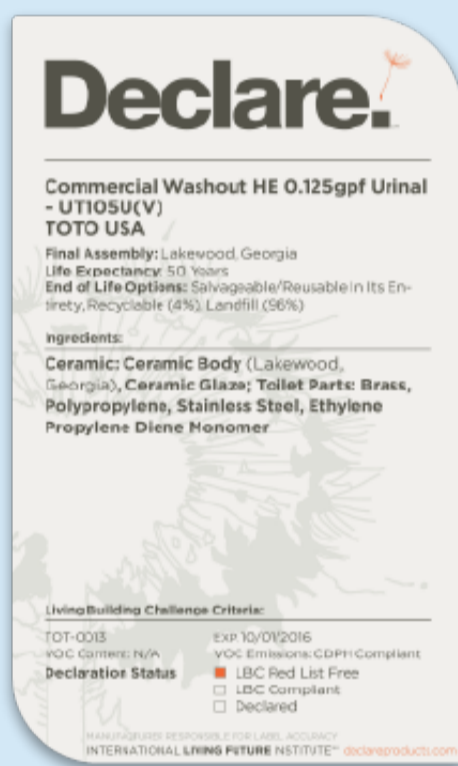 Declare.
Commercial Washout HE 0.125gpf Urinal
- UT105U(V)
TOTO USA
Final Assembly: Lakewood, Georgia
Life Expectancy: 50 Years
End of Life Options: Salvageable/Reusable In Its En-
tirety, Recyclable (4%) Landfill (96%)
Ingredients:
Ceramic: Ceramic Body (Lakewood,
Georgia), Ceramic Glaze; Toilet Parts: Brass,
Polypropylene, Stainless Steel, Ethylene
Propylene Diene Monomer
Living Building Challenge Criteria:
TOT-0013 EXP. 10/01/2016
VOC Content: N/A VOC Emissions: CDPH Compliant
Declaration Status LBC Red List Free
LBC Compliant
Declared
MANUFACTURER RESPONSIBLE FOR LABEL ACCURACY
INTERNATIONAL LIVING FUTURE INSTITUTE™ declareproducts.com